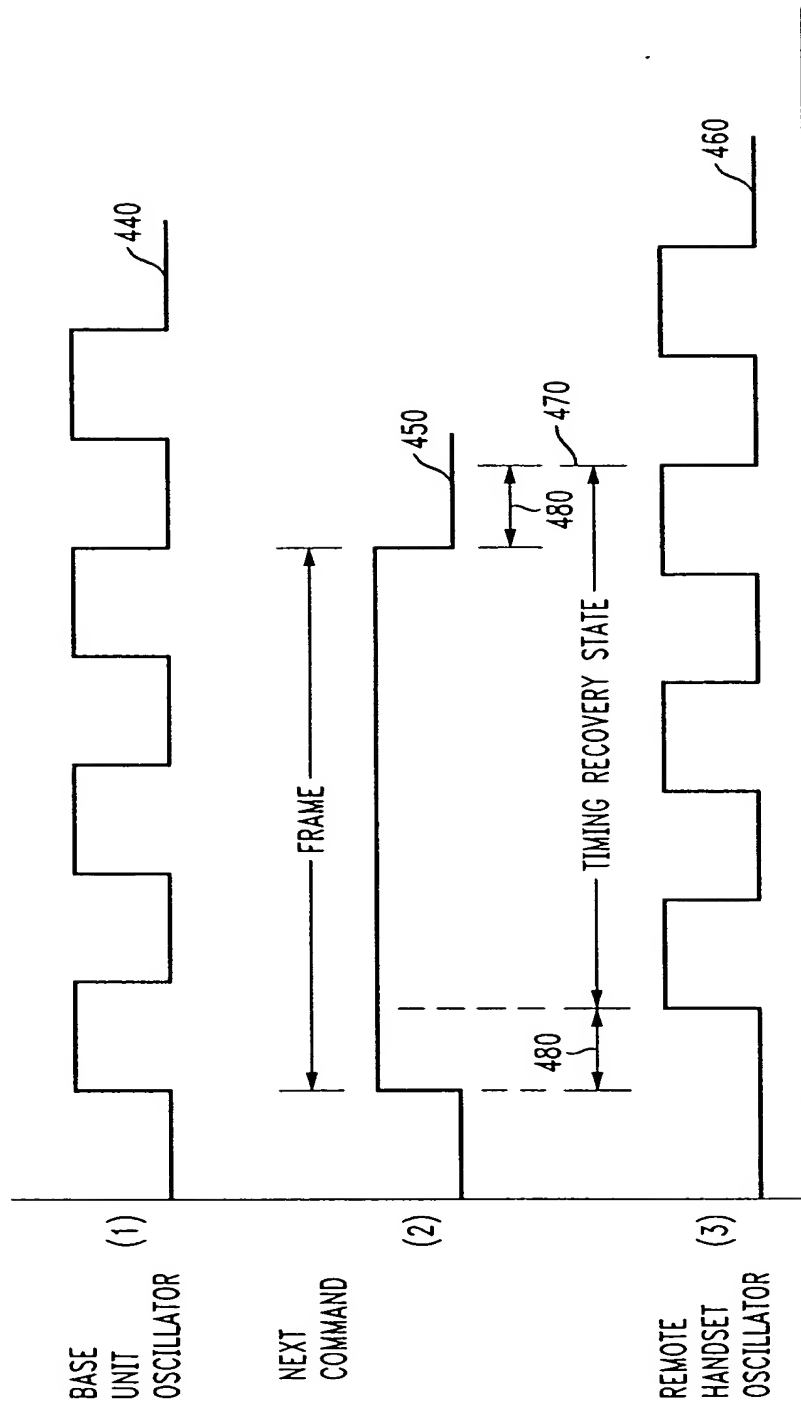 BASE
UNIT
OSCILLATOR
(1)
440
NEXT
COMMAND
(2)
FRAME
450
480
TIMING RECOVERY STATE
480
470
REMOTE
HANDSET
OSCILLATOR
(3)
460